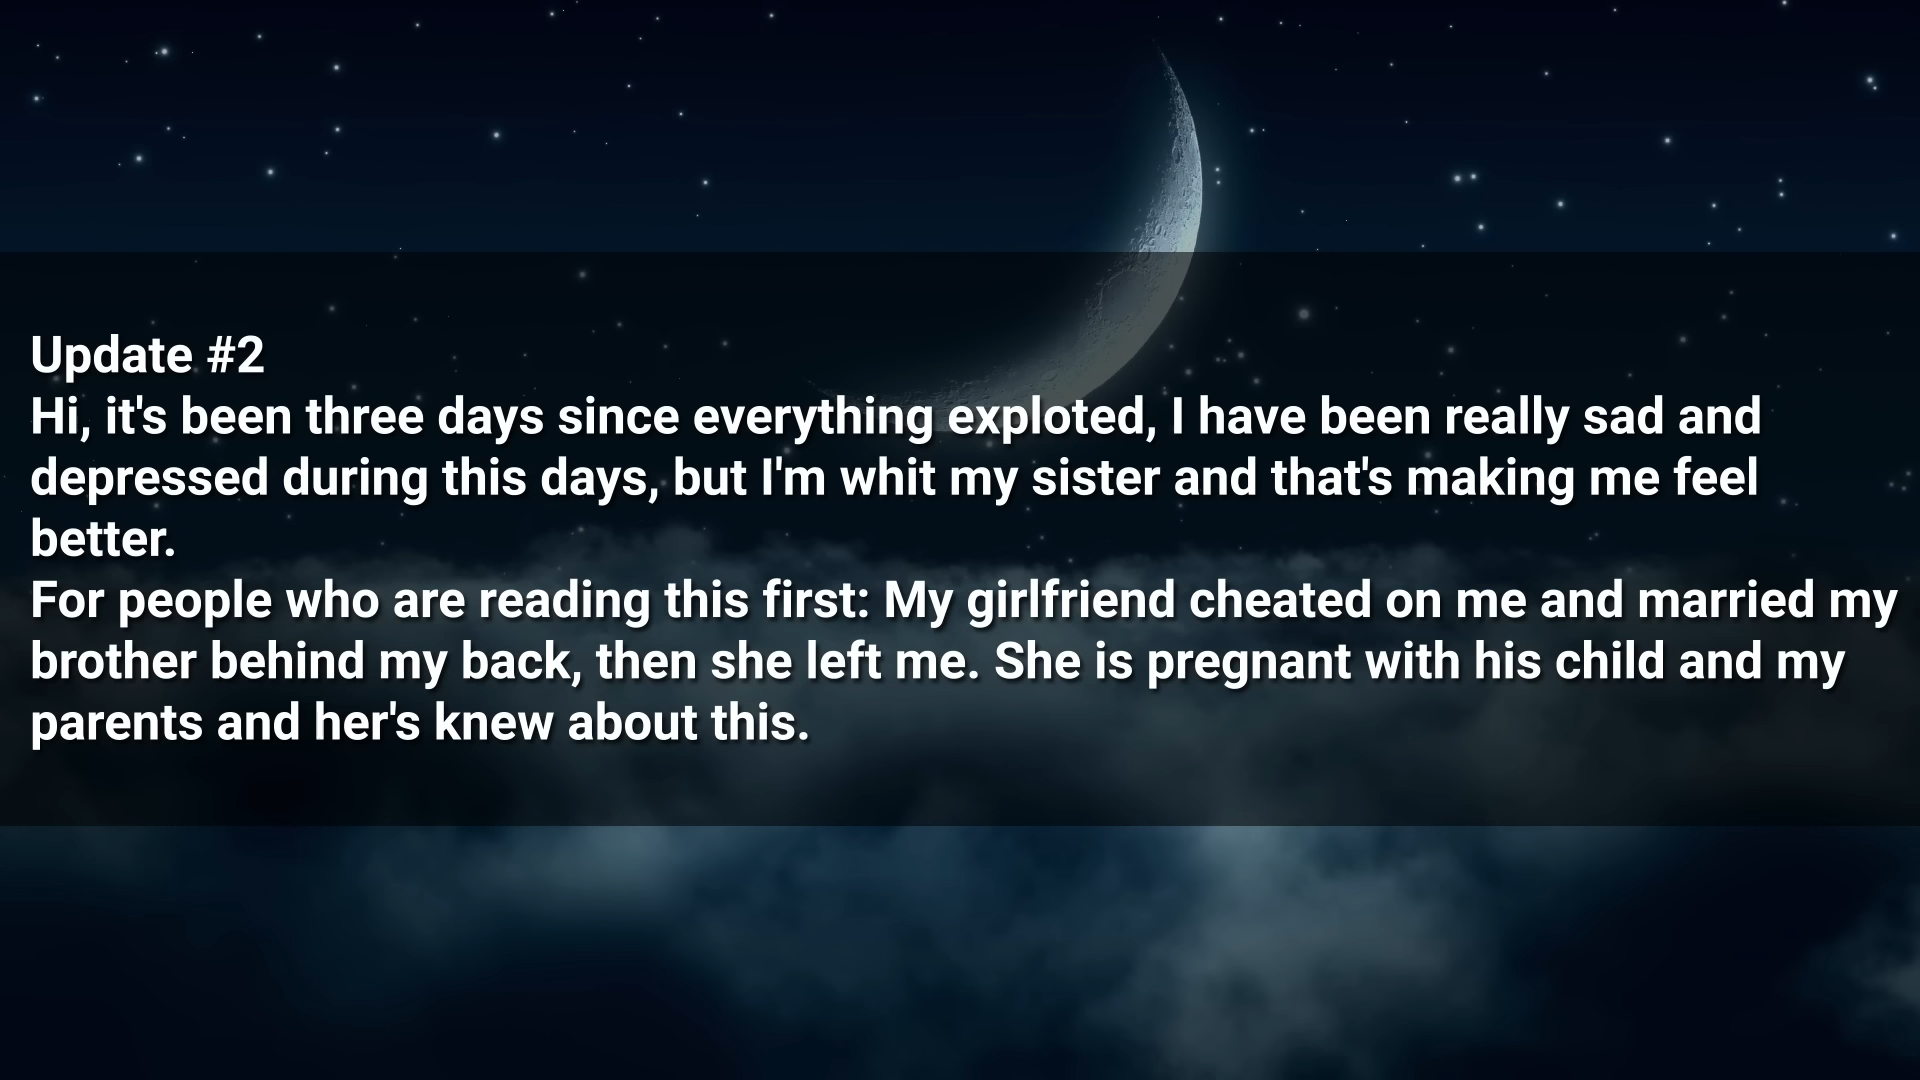 Update #2
Hi, it's been three days since everything exploted, I have been really sad and
depressed during this days, but I'm whit my sister and that's making me feel
better.
For people who are reading this first: My girlfriend cheated on me and married my
brother behind my back, then she left me. She is pregnant with his child and my
parents and her's knew about this.